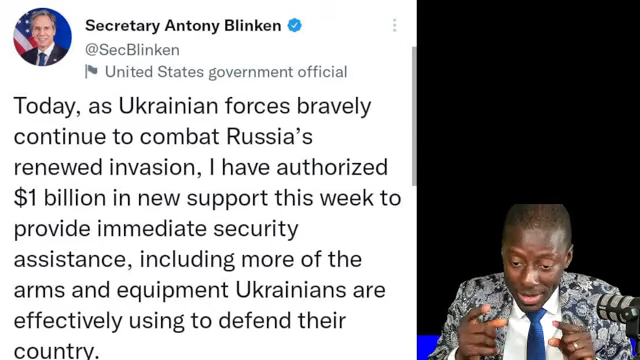 Secretary Antony Blinken
@SecBlinken
United States government official
Today, as Ukrainian forces bravely
continue to combat Russia's
renewed invasion, I have authorized
$1 billion in new support this week to
provide immediate security
assistance, including more of the
arms and equipment Ukrainians are
effectively using to defend their
country.